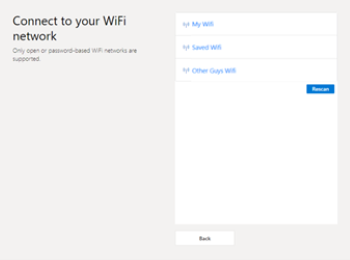 Connect to your WiFi
network
Only open or password-based WiFi networks are
supported.
My Wifi
Saved Wifi
Other Guys Wifi
Rescan
Back